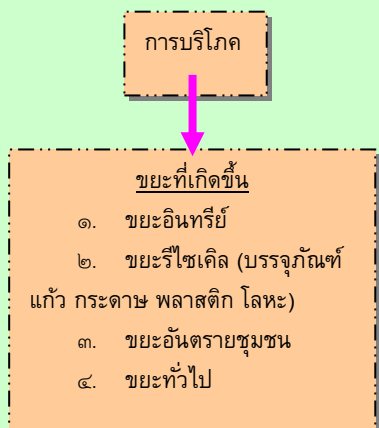 การบริโภค
ขยะที่เกิดขึ้น
๑. ขยะอินทรีย์
๒. ขยะรีไซเคิล (บรรจุภัณฑ์
แก้ว กระดาษ พลาสติก โลหะ)
๓. ขยะอันตรายชุมชน
๔. ขยะทั่วไป